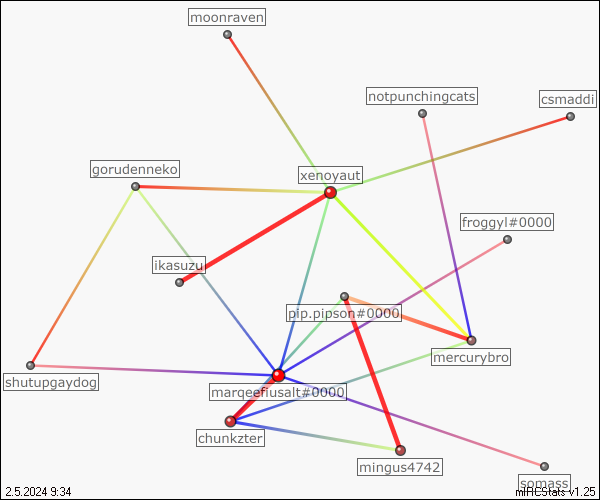 moonraven
notpunchingcats
csmaddi
gorudenneko
xenoyaut
froggyl#0000
ikasuzu
pip.pipson#0000
mercurybro
shutupgaydog
margeefiusalt#0000
chunkzter
mingus4742
somass
2.5.2024 9:34
mIRCStats v1.25